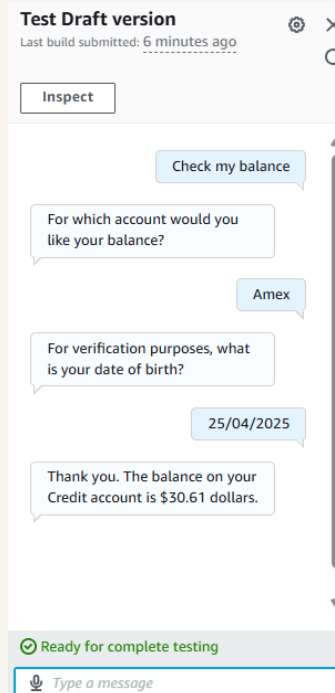 Test Draft version
Last build submitted: 6 minutes ago
Inspect
Check my balance
For which account would you
like your balance?
Amex
For verification purposes, what
is your date of birth?
25/04/2025
Thank you. The balance on your
Credit account is $30.61 dollars.
Ready for complete testing
Type a message